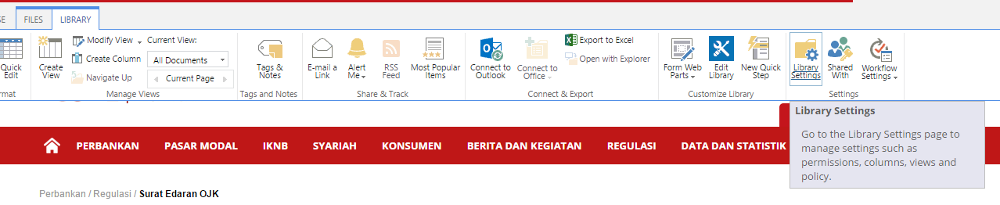 SE
FILES
LIBRARY
Quick
Edit
rmat
Create
View
Modify View
Create Column
Navigate Up
Current View:
All Documents
Current Page
Manage Views
Tags &
Notes
Tags and Notes
E-mail a
Link
Alert
Me
RSS
Feed
Most Popular
Items
Share & Track
Connect to
Outlook
Connect to
Office
Export to Excel
Open with Explorer
Connect & Export
Form Web
Parts
Edit
Library
New Quick
Step
Customize Library
Library
Settings
Shared
With
Workflow
Settings
Settings
Library Settings
Go to the Library Settings page to
manage settings such as
permissions, columns, views and
policy.
PERBANKAN PASAR MODAL IKNB SYARIAH KONSUMEN BERITA DAN KEGIATAN REGULASI DATA DAN STATISTIK
Perbankan / Regulasi / Surat Edaran OJK